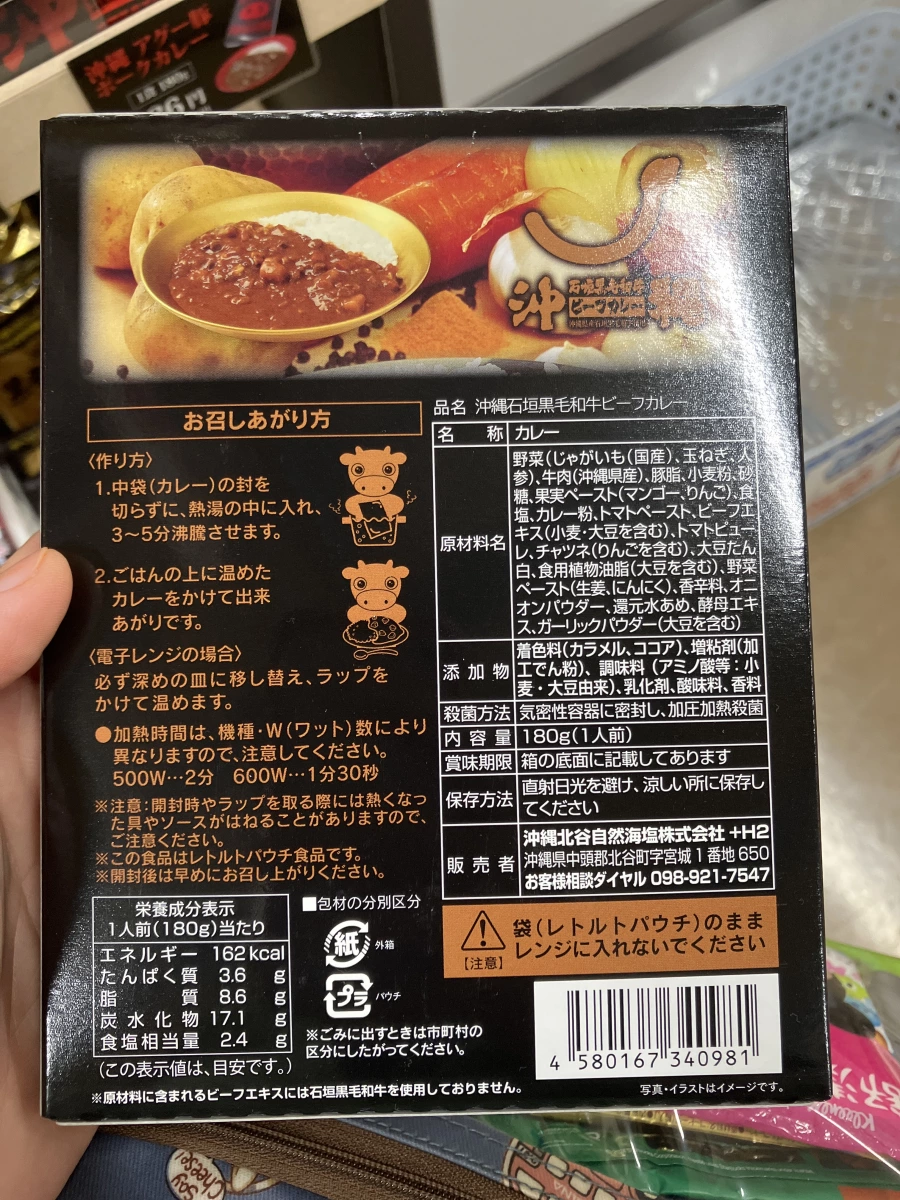 沖縄 アグー豚
ポークカレー
沖
石垣黒毛和牛
ビーフカレー
品名 沖縄石垣黒毛和牛ビーフカレー
お召しあがり方
〈作り方〉
1.中袋(カレー)の封を
切らずに、熱湯の中に入れ、
3〜5分沸騰させます。
2.ごはんの上に温めた
カレーをかけて出来
あがりです。
〈電子レンジの場合〉
必ず深めの皿に移し替え、ラップを
かけて温めます。
●加熱時間は、機種・W(ワット)数により
異なりますので、注意してください。
500W…2分 600W…1分30秒
※注意:開封時やラップを取る際には熱くなっ
た具やソースがはねることがありますので、
ご注意ください。
※この食品はレトルトパウチ食品です。
※開封後は早めにお召し上がりください。
名 称 カレー
原材料名
野菜(じゃがいも(国産)、玉ねぎ、人
参)、牛肉(沖縄県産)、豚脂、小麦粉、砂
糖、果実ペースト(マンゴー、りんご)、食
塩、カレー粉、トマトペースト、ビーフエ
キス(小麦・大豆を含む)、トマトピュー
レ、チャツネ(りんごを含む)、大豆たん
白、食用植物油脂(大豆を含む)、野菜
ペースト(生姜、にんにく)、香辛料、オニ
オンパウダー、還元水あめ、酵母エキ
ス、ガーリックパウダー(大豆を含む)
添加物
着色料(カラメル、ココア)、増粘剤(加
工でん粉)、調味料(アミノ酸等:小
麦・大豆由来)、乳化剤、酸味料、香料
殺菌方法 気密性容器に密封し、加圧加熱殺菌
内容量 180g(1人前)
賞味期限 箱の底面に記載してあります
保存方法
直射日光を避け、涼しい所に保存し
てください
販売者
沖縄北谷自然海塩株式会社 +H2
沖縄県中頭郡北谷町字宮城1番地650
お客様相談ダイヤル 098-921-7547
【注意】
袋(レトルトパウチ)のまま
レンジに入れないでください
栄養成分表示
1人前(180g)当たり
エネルギー 162kcal
たんぱく質 3.6 g
脂質 8.6 g
炭水化物 17.1 g
食塩相当量 2.4 g
(この表示値は、目安です。)
■包材の分別区分
紙 外箱
プラ パウチ
※ごみに出すときは市町村の
区分にしたがってください。
4 580167 340981
※原材料に含まれるビーフエキスには石垣黒毛和牛を使用しておりません。
写真・イラストはイメージです。